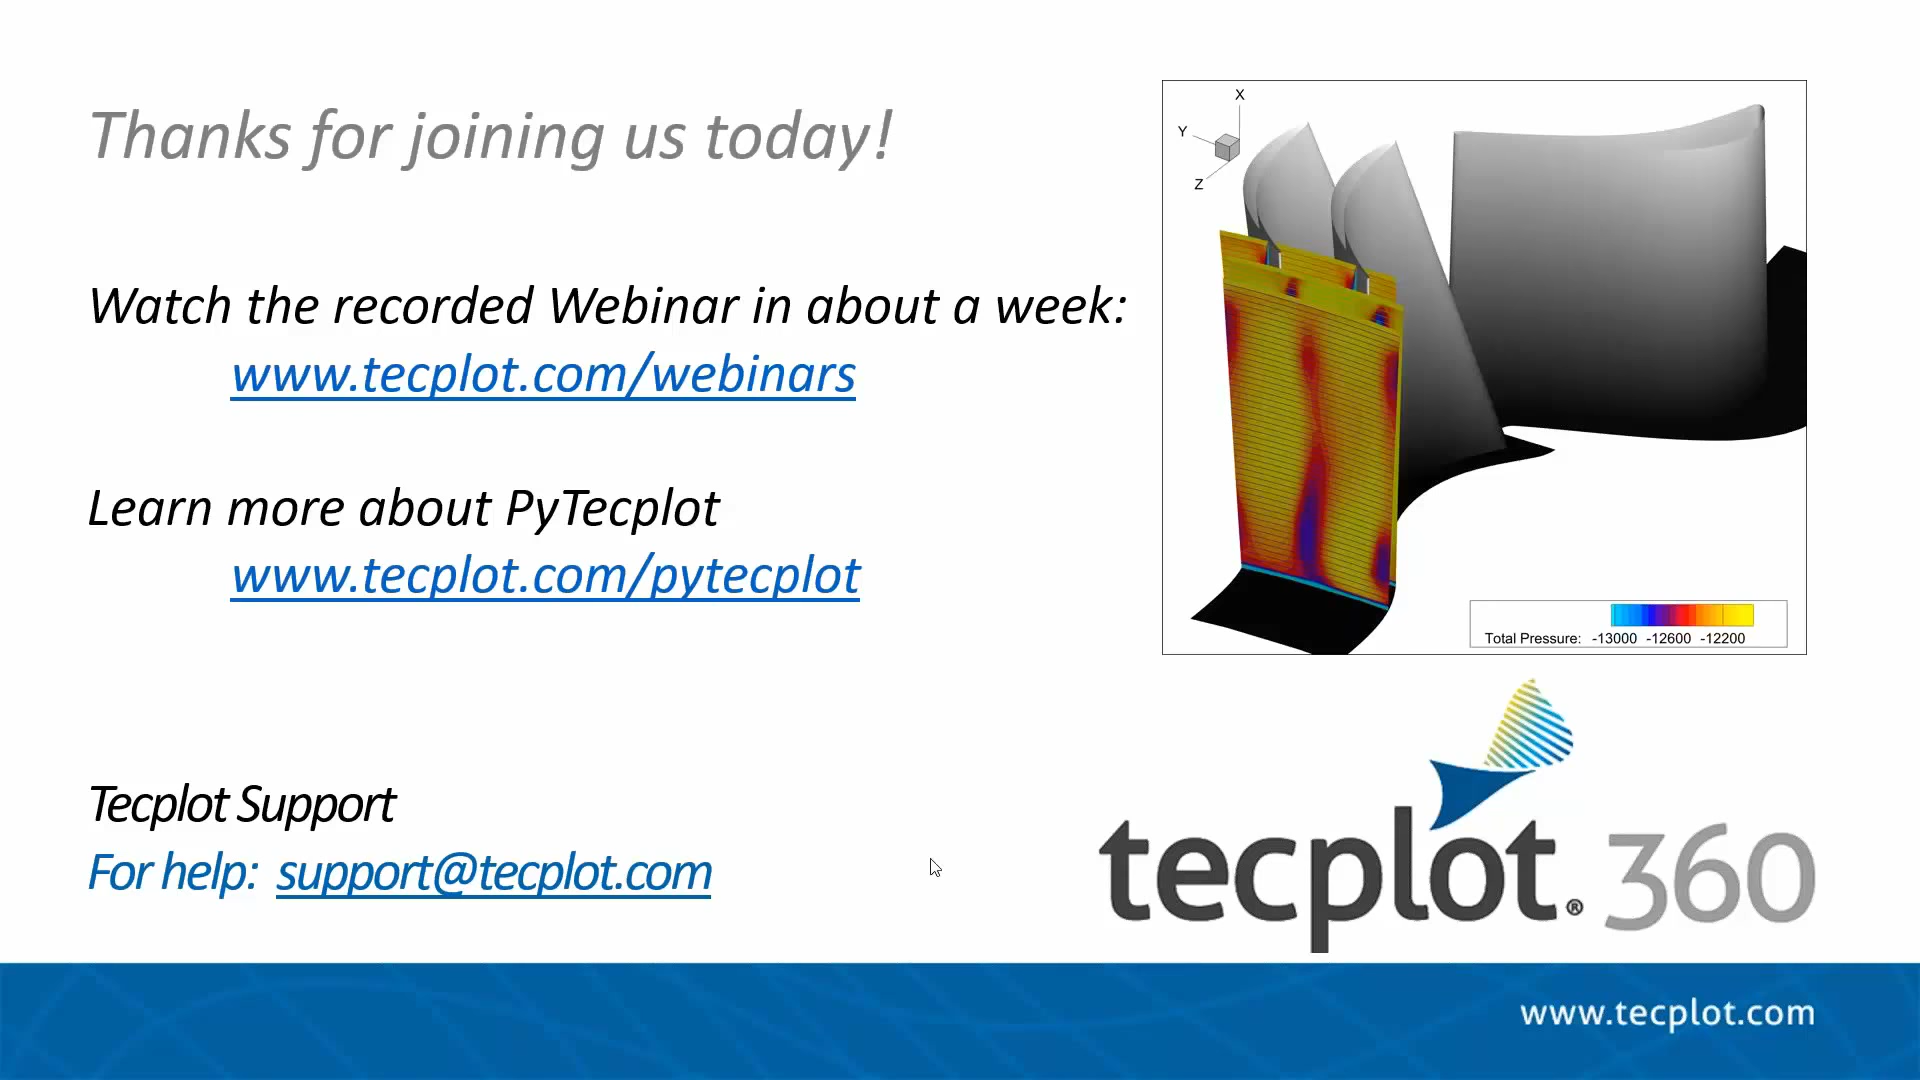 Thanks for joining us today!
Watch the recorded Webinar in about a week:
www.tecplot.com/webinars
Learn more about PyTecplot
www.tecplot.com/pytecplot
Tecplot Support
For help: support@tecplot.com
X
Y
Z
Total Pressure: -13000 -12600 -12200
tecplot® 360
www.tecplot.com